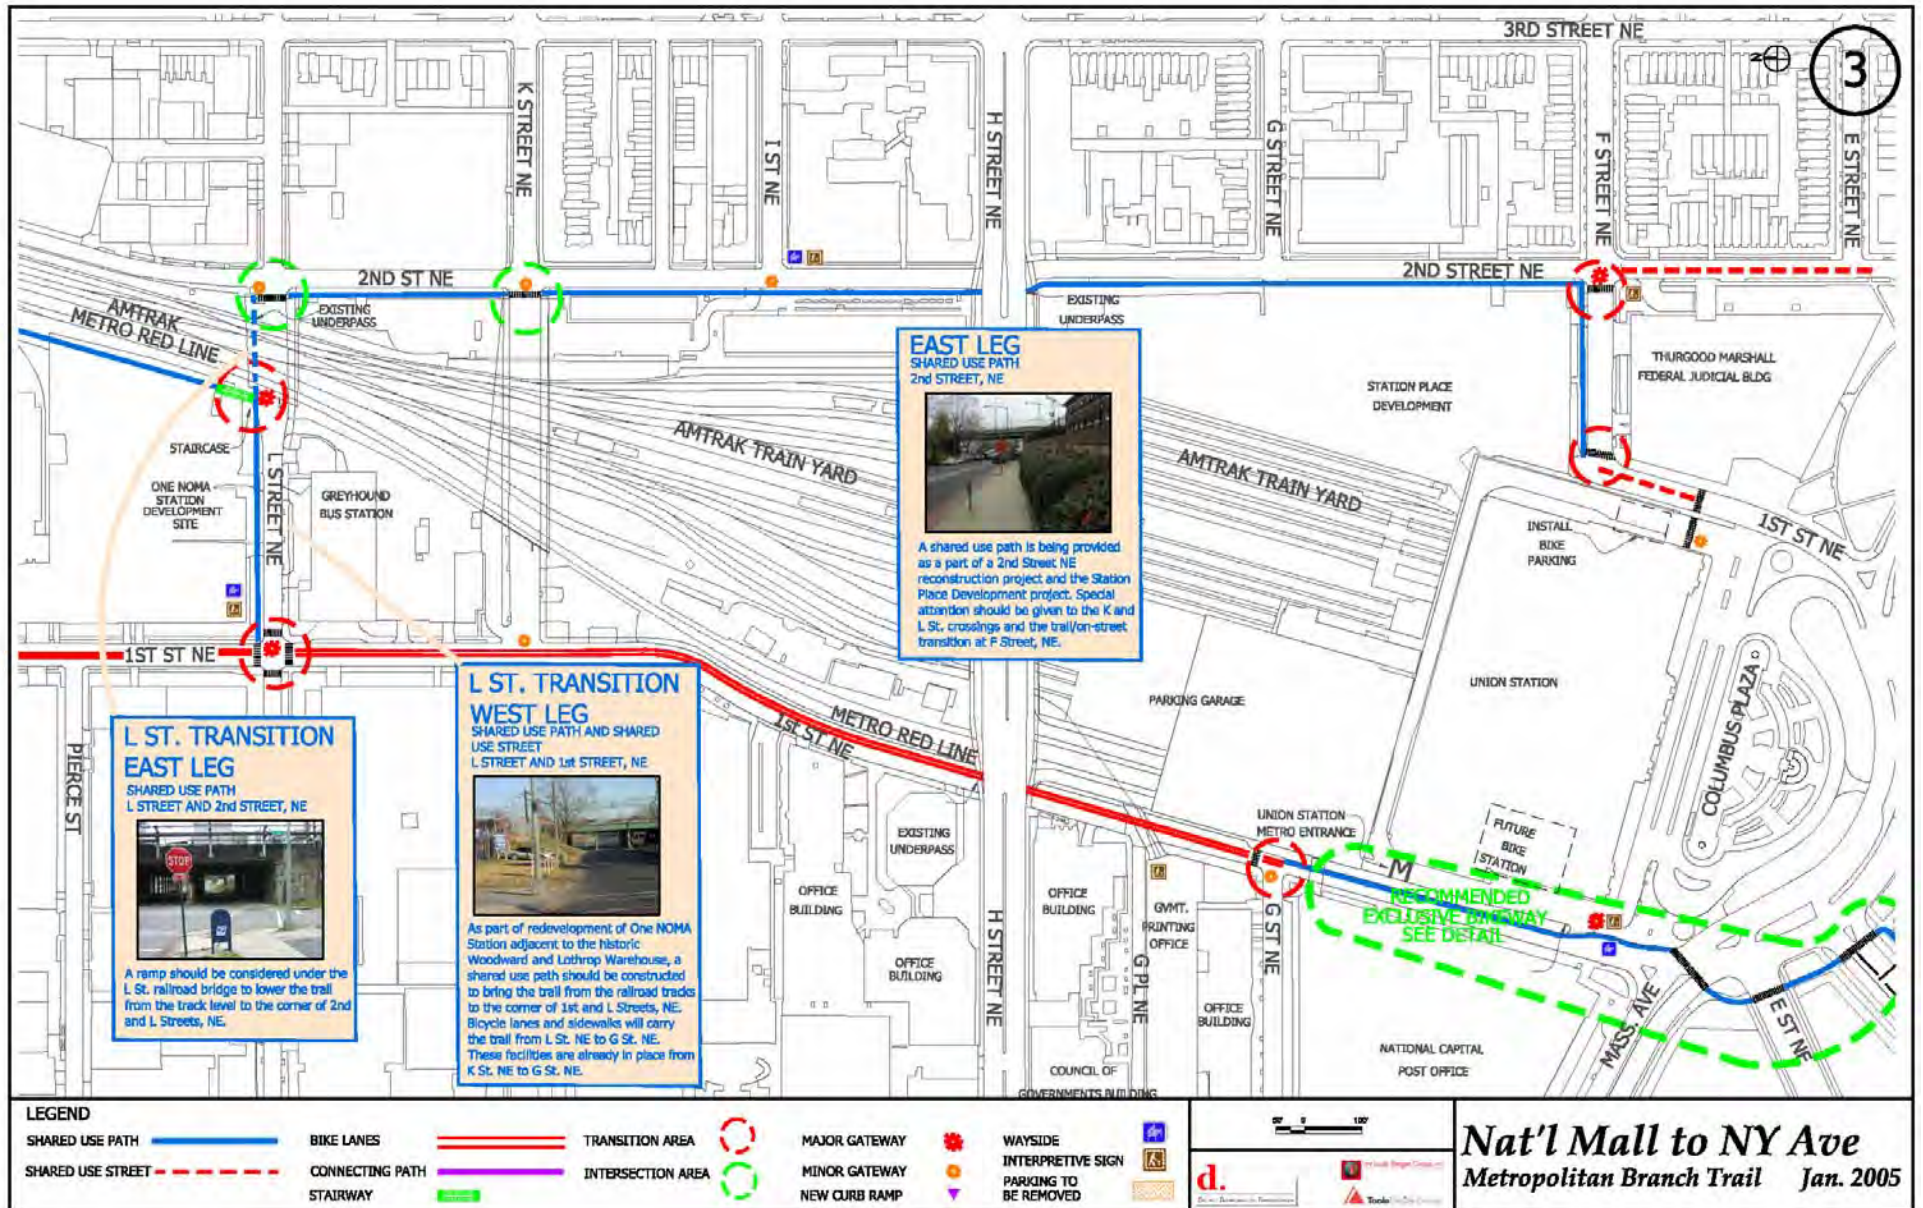 3RD STREET NE
N
3
K STREET NE
I ST NE
H STREET NE
G STREET NE
F STREET NE
E STREET NE
2ND ST NE
2ND STREET NE
AMTRAK
METRO RED LINE
EXISTING
UNDERPASS
EXISTING
UNDERPASS
THURGOOD MARSHALL
FEDERAL JUDICIAL BLDG
STATION PLACE
DEVELOPMENT
STAIRCASE
AMTRAK TRAIN YARD
AMTRAK TRAIN YARD
ONE NOMA
STATION
DEVELOPMENT
SITE
L STREET NE
GREYHOUND
BUS STATION
EAST LEG
SHARED USE PATH
2nd STREET, NE
A shared use path is being provided
as a part of a 2nd Street NE
reconstruction project and the Station
Place Development project. Special
attention should be given to the K and
L St. crossings and the trail/on-street
transition at F Street, NE.
INSTALL
BIKE
PARKING
1ST ST NE
1ST ST NE
UNION STATION
PARKING GARAGE
COLUMBUS PLAZA
PIERCE ST
METRO RED LINE
1st ST NE
L ST. TRANSITION
EAST LEG
SHARED USE PATH
L STREET AND 2nd STREET, NE
STOP
A ramp should be considered under the
L St. railroad bridge to lower the trail
from the track level to the corner of 2nd
and L Streets, NE.
L ST. TRANSITION
WEST LEG
SHARED USE PATH AND SHARED
USE STREET
L STREET AND 1st STREET, NE
As part of redevelopment of One NOMA
Station adjacent to the historic
Woodward and Lothrop Warehouse, a
shared use path should be constructed
to bring the trail from the railroad tracks
to the corner of 1st and L Streets, NE.
Bicycle lanes and sidewalks will carry
the trail from L St. NE to G St. NE.
These facilities are already in place from
K St. NE to G St. NE.
EXISTING
UNDERPASS
OFFICE
BUILDING
OFFICE
BUILDING
H STREET NE
UNION STATION
METRO ENTRANCE
FUTURE
BIKE
STATION
M
RECOMMENDED
EXCLUSIVE BIKEWAY
SEE DETAIL
OFFICE
BUILDING
GVMT.
PRINTING
OFFICE
G PL NE
G ST NE
OFFICE
BUILDING
MASS. AVE
E ST NE
NATIONAL CAPITAL
POST OFFICE
COUNCIL OF
GOVERNMENTS BUILDING
LEGEND
SHARED USE PATH
SHARED USE STREET
BIKE LANES
CONNECTING PATH
STAIRWAY
TRANSITION AREA
INTERSECTION AREA
MAJOR GATEWAY
MINOR GATEWAY
NEW CURB RAMP
WAYSIDE
INTERPRETIVE SIGN
PARKING TO
BE REMOVED
50' 0 100'
d.
Toole
Nat'l Mall to NY Ave
Metropolitan Branch Trail Jan. 2005